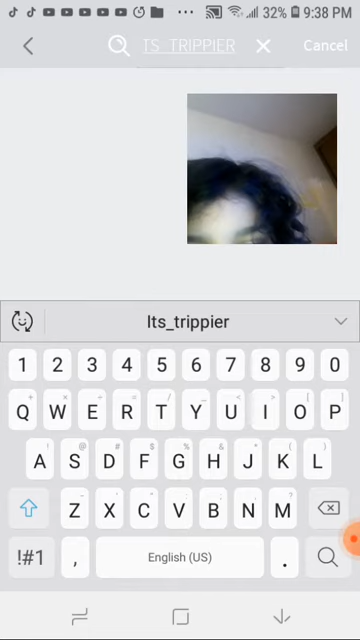 32% 9:38 PM
IS_TRIPPIER Cancel
Its_trippier
1 2 3 4 5 6 7 8 9 0
+ × ÷ = / _ < > [ ]
Q W E R T Y U I O P
! @ # $ % ^ & * ( )
A S D F G H J K L
- ' " : ; , ?
Z X C V B N M
!#1 , English (US) .